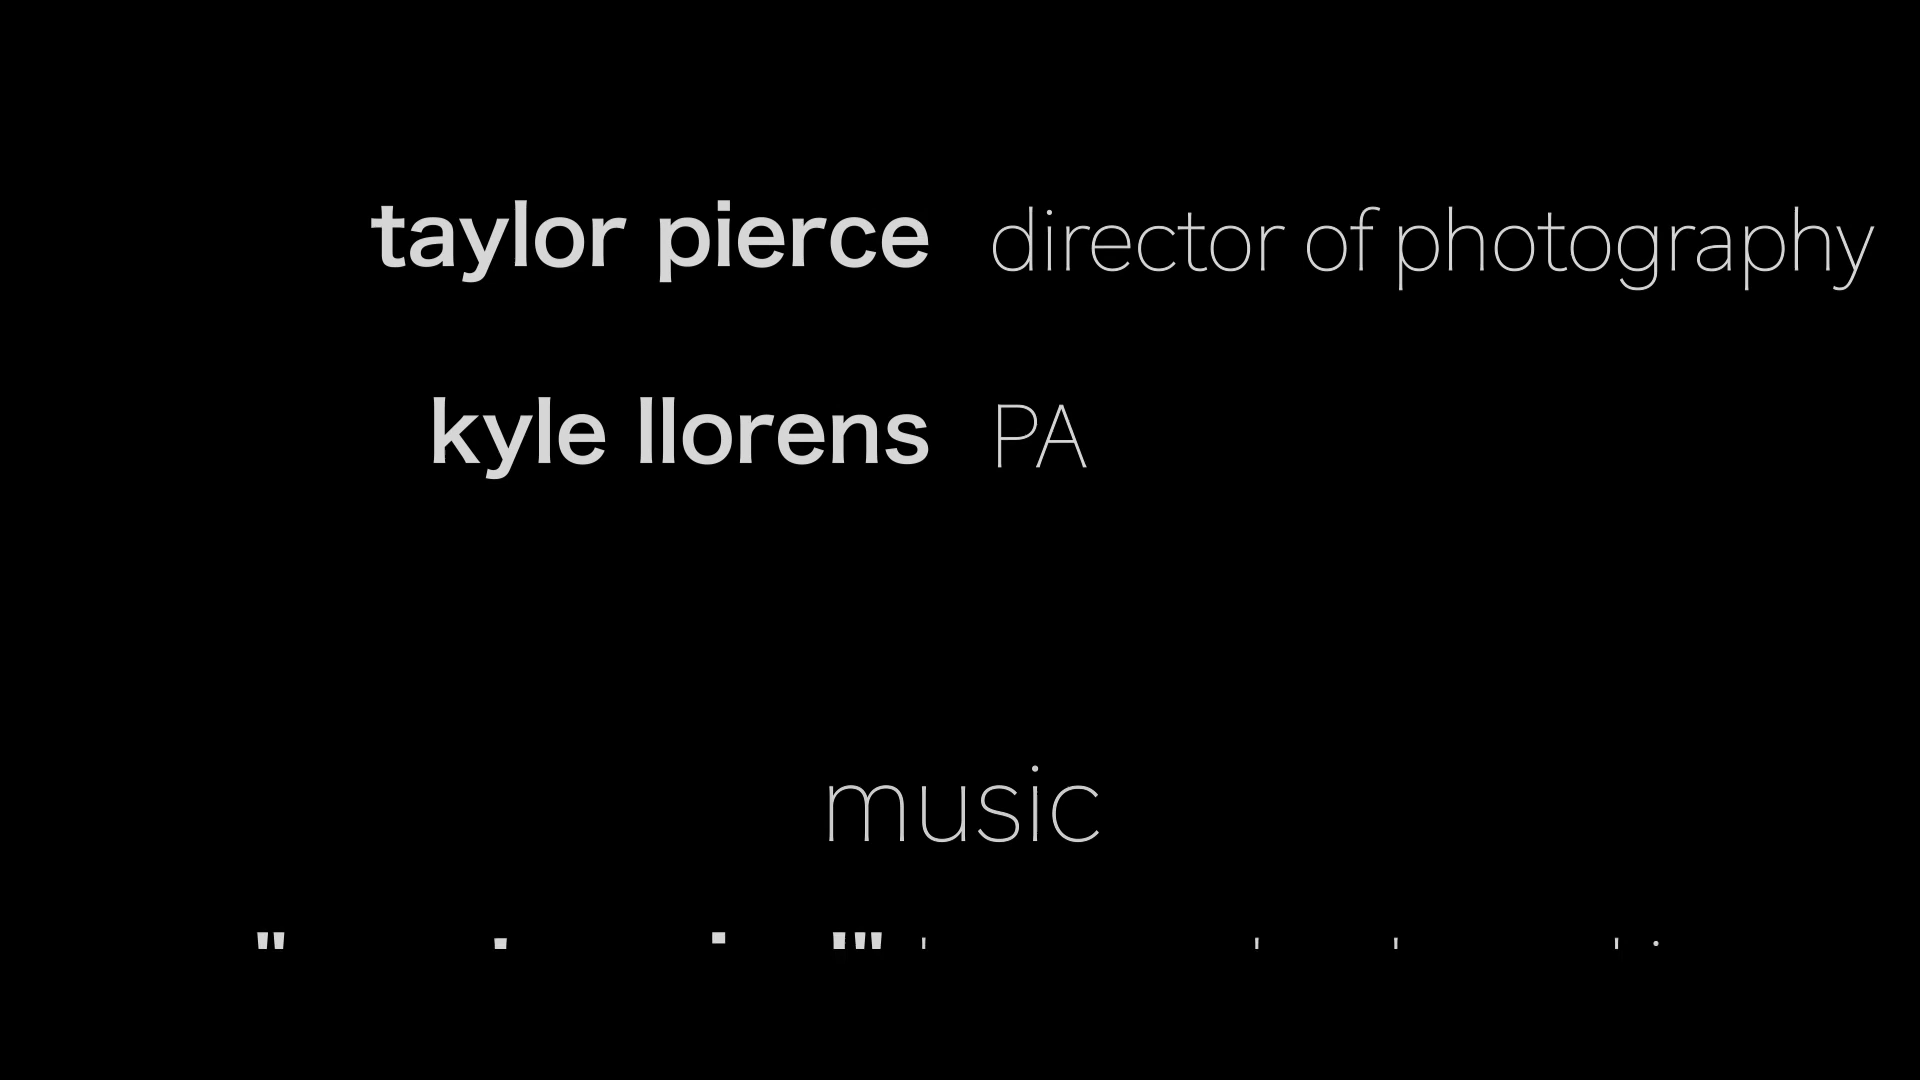 taylor pierce director of photography
kyle llorens PA
music